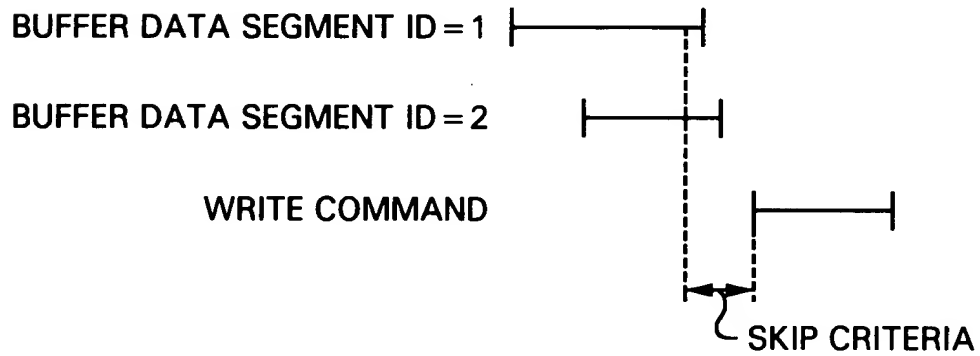 BUFFER DATA SEGMENT ID=1
BUFFER DATA SEGMENT ID=2
WRITE COMMAND
SKIP CRITERIA